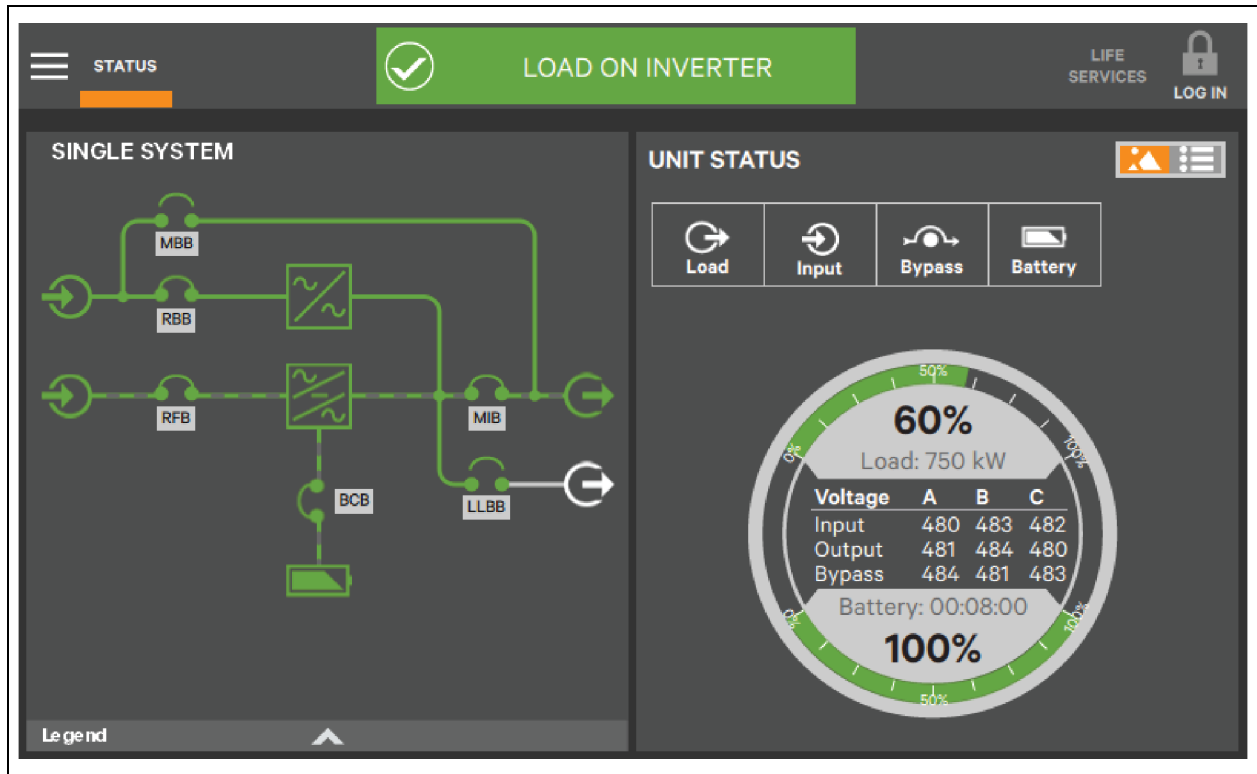 STATUS
LOAD ON INVERTER
LIFE
SERVICES
LOG IN
SINGLE SYSTEM
MBB
RBB
RFB
MIB
BCB
LLBB
Legend
UNIT STATUS
Load Input Bypass Battery
0% 50% 100%
60%
Load: 750 kW
Voltage A B C
Input 480 483 482
Output 481 484 480
Bypass 484 481 483
Battery: 00:08:00
100%
0% 50% 100%